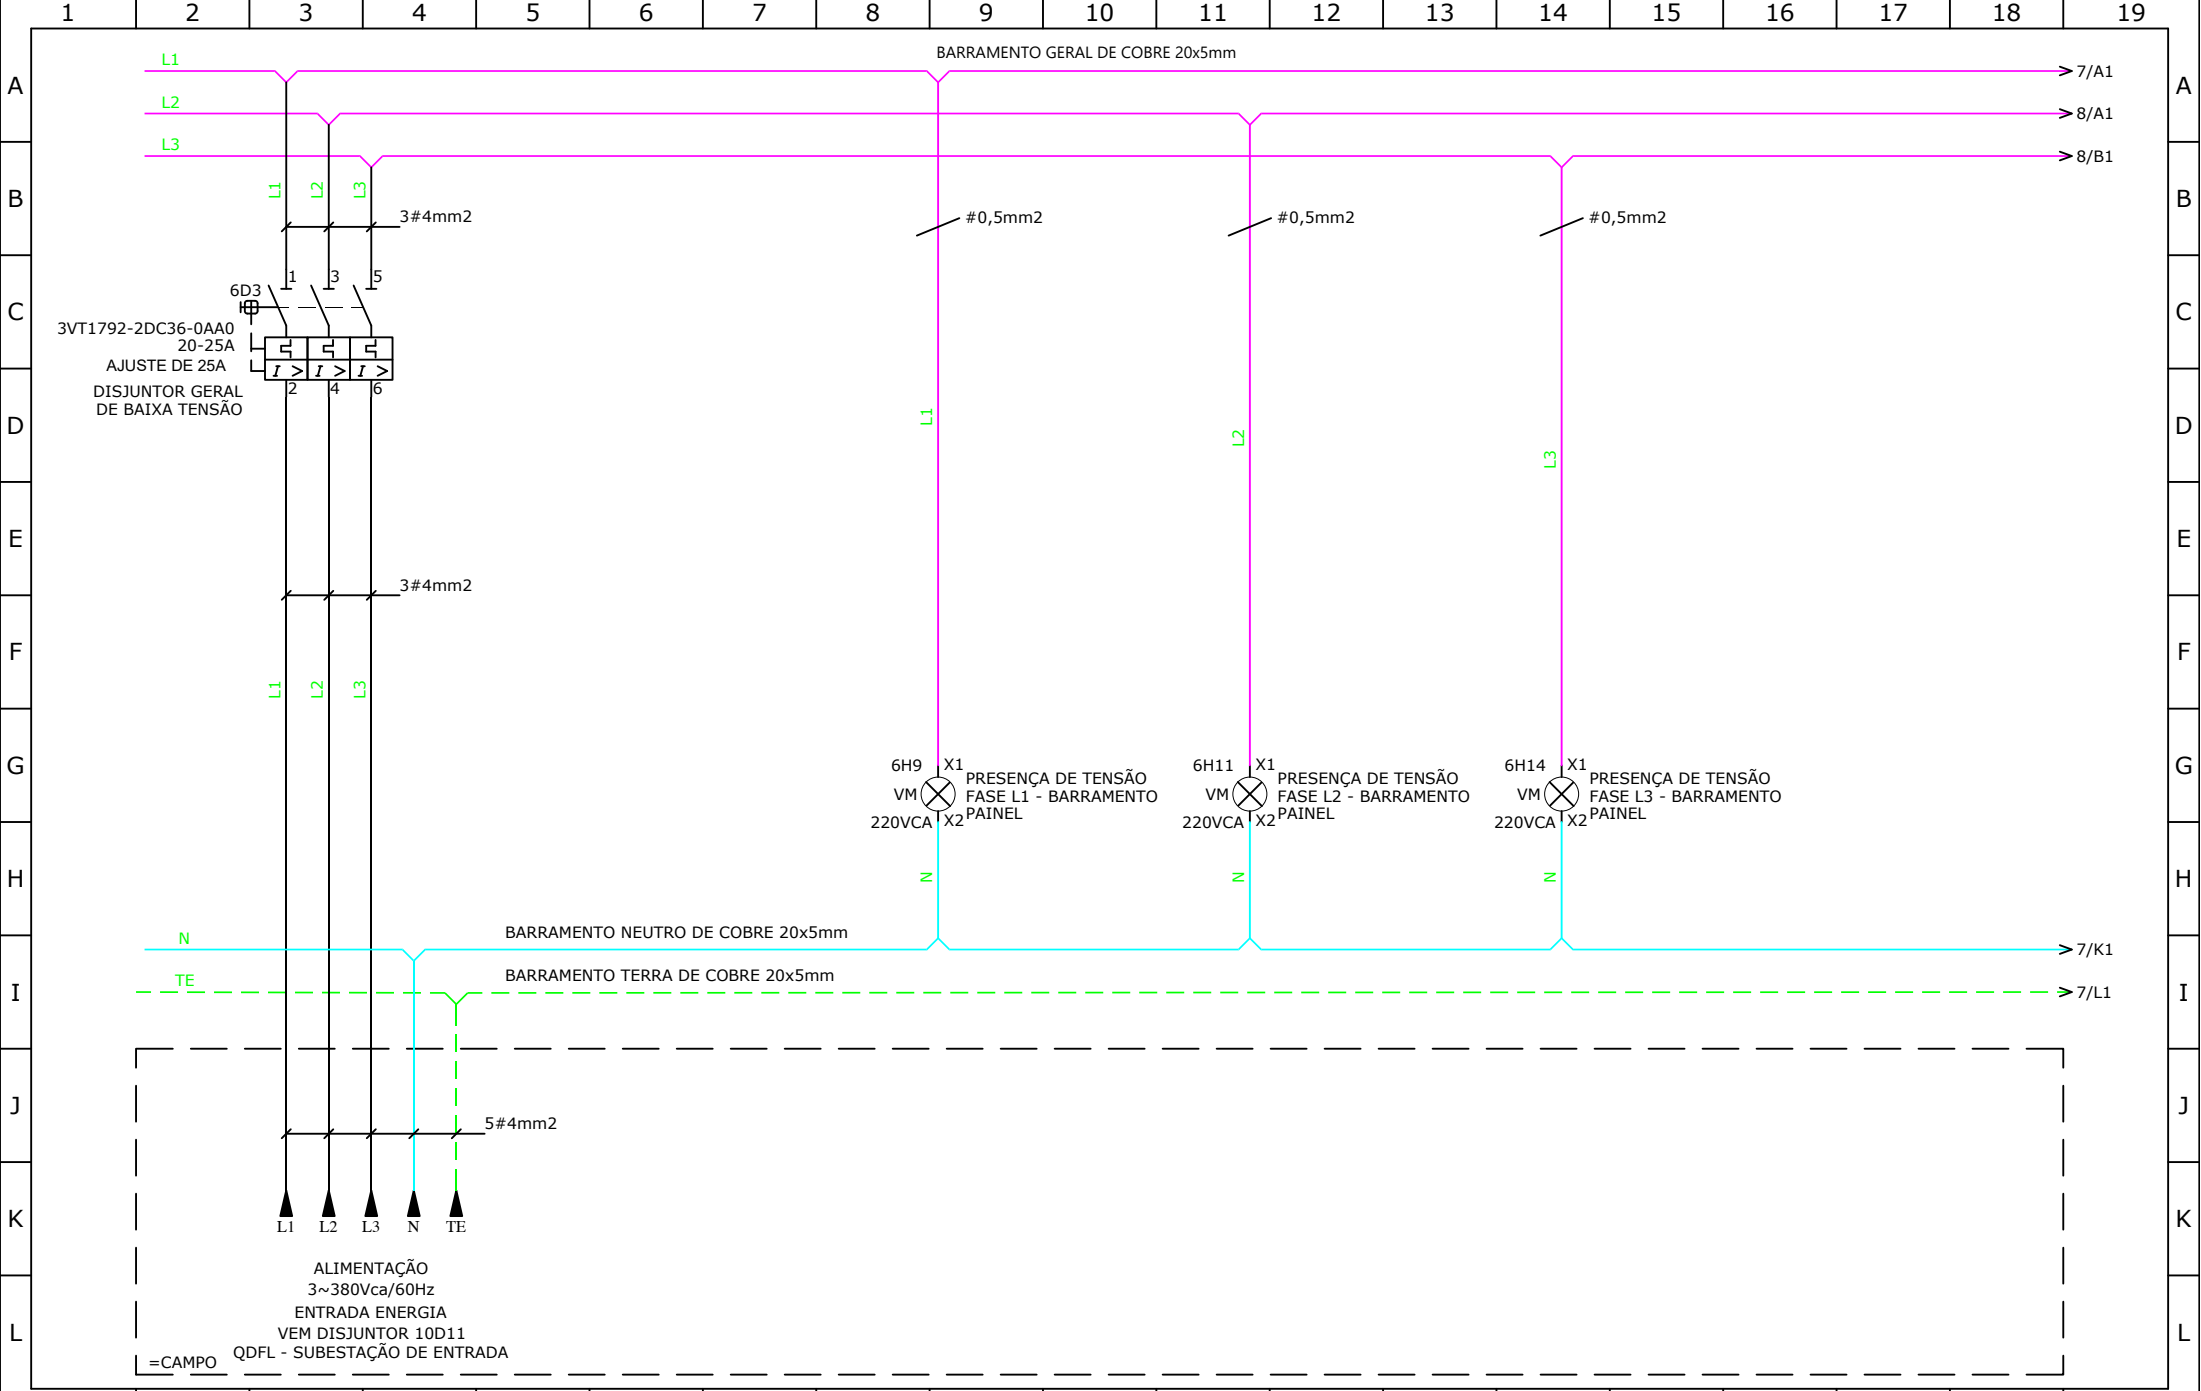 1 2 3 4 5 6 7 8 9 10 11 12 13 14 15 16 17 18 19
BARRAMENTO GERAL DE COBRE 20x5mm
L1
7/A1
A A
L2
8/A1
L3
8/B1
L1 L2 L3
B B
3#4mm2
#0,5mm2 #0,5mm2 #0,5mm2
1 3 5
6D3
C C
3VT1792-2DC36-0AA0
20-25A
AJUSTE DE 25A
I > I > I >
2 4 6
DISJUNTOR GERAL
DE BAIXA TENSÃO
D D
L1 L2 L3
E E
3#4mm2
F F
L1 L2 L3
G G
6H9 X1
VM
220VCA X2
PRESENÇA DE TENSÃO
FASE L1 - BARRAMENTO
PAINEL
6H11 X1
VM
220VCA X2
PRESENÇA DE TENSÃO
FASE L2 - BARRAMENTO
PAINEL
6H14 X1
VM
220VCA X2
PRESENÇA DE TENSÃO
FASE L3 - BARRAMENTO
PAINEL
H H
N N N
N
BARRAMENTO NEUTRO DE COBRE 20x5mm
7/K1
TE
BARRAMENTO TERRA DE COBRE 20x5mm
7/L1
I I
J J
5#4mm2
K K
L1 L2 L3 N TE
ALIMENTAÇÃO
3~380Vca/60Hz
ENTRADA ENERGIA
VEM DISJUNTOR 10D11
QDFL - SUBESTAÇÃO DE ENTRADA
L L
=CAMPO